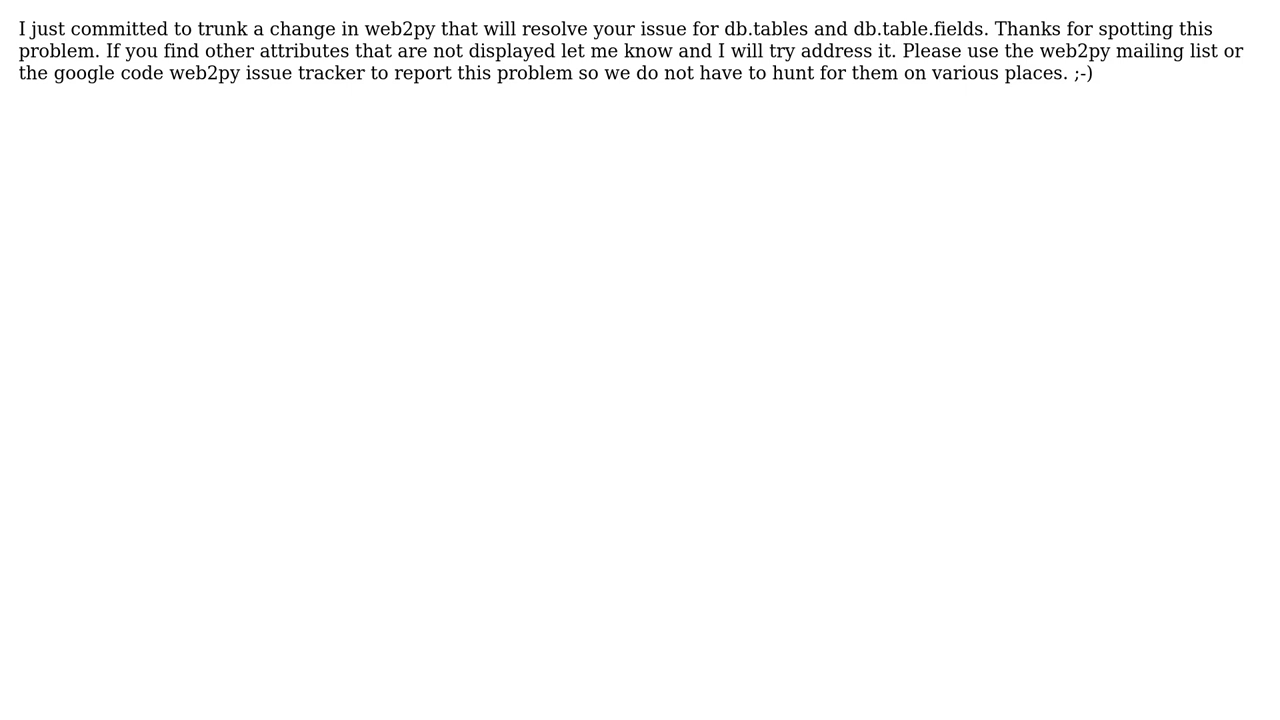 I just committed to trunk a change in web2py that will resolve your issue for db.tables and db.table.fields. Thanks for spotting this
problem. If you find other attributes that are not displayed let me know and I will try address it. Please use the web2py mailing list or
the google code web2py issue tracker to report this problem so we do not have to hunt for them on various places. ;-)